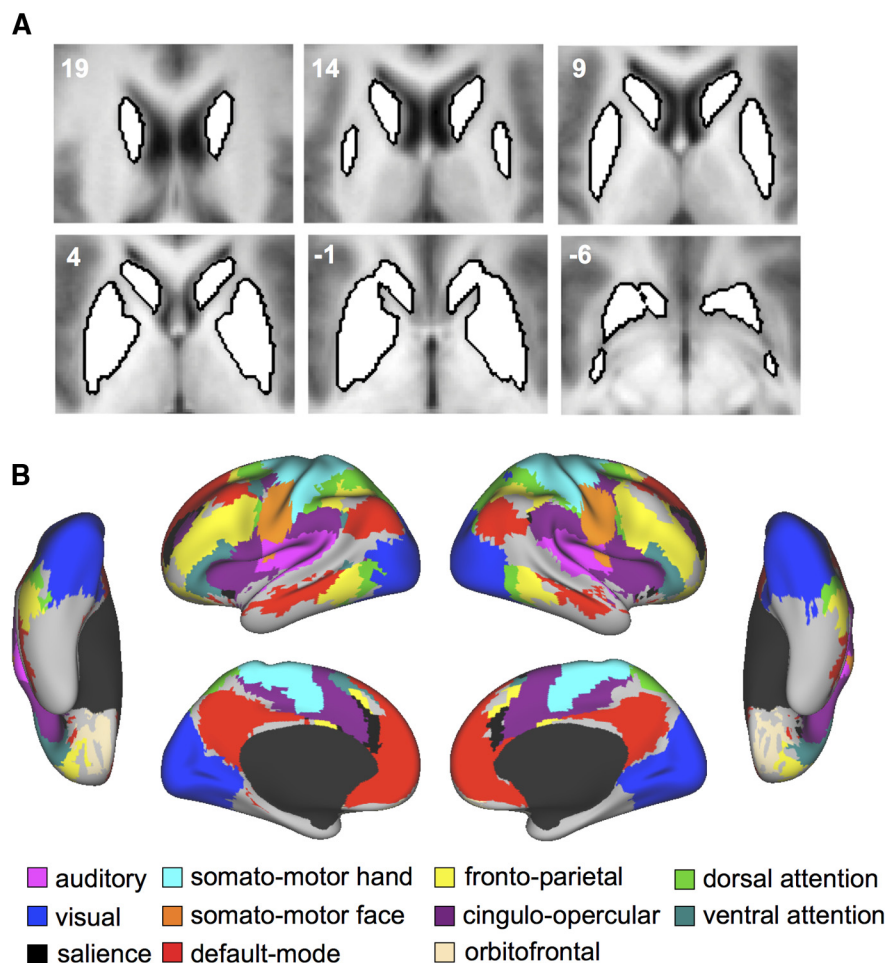 A
19 14 9
4 -1 -6
B
auditory somato-motor hand fronto-parietal dorsal attention
visual somato-motor face cingulo-opercular ventral attention
salience default-mode orbitofrontal